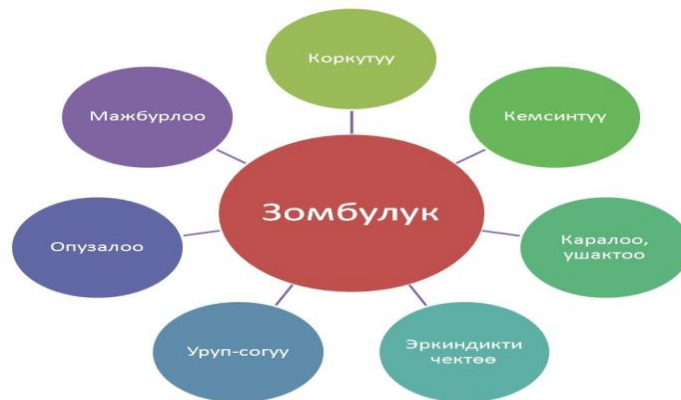 Коркутуу
Мажбурлоо
Кемсинтүү
Зомбулук
Опузалоо
Каралоо,
ушактоо
Уруп-согуу
Эркиндикти
чектөө